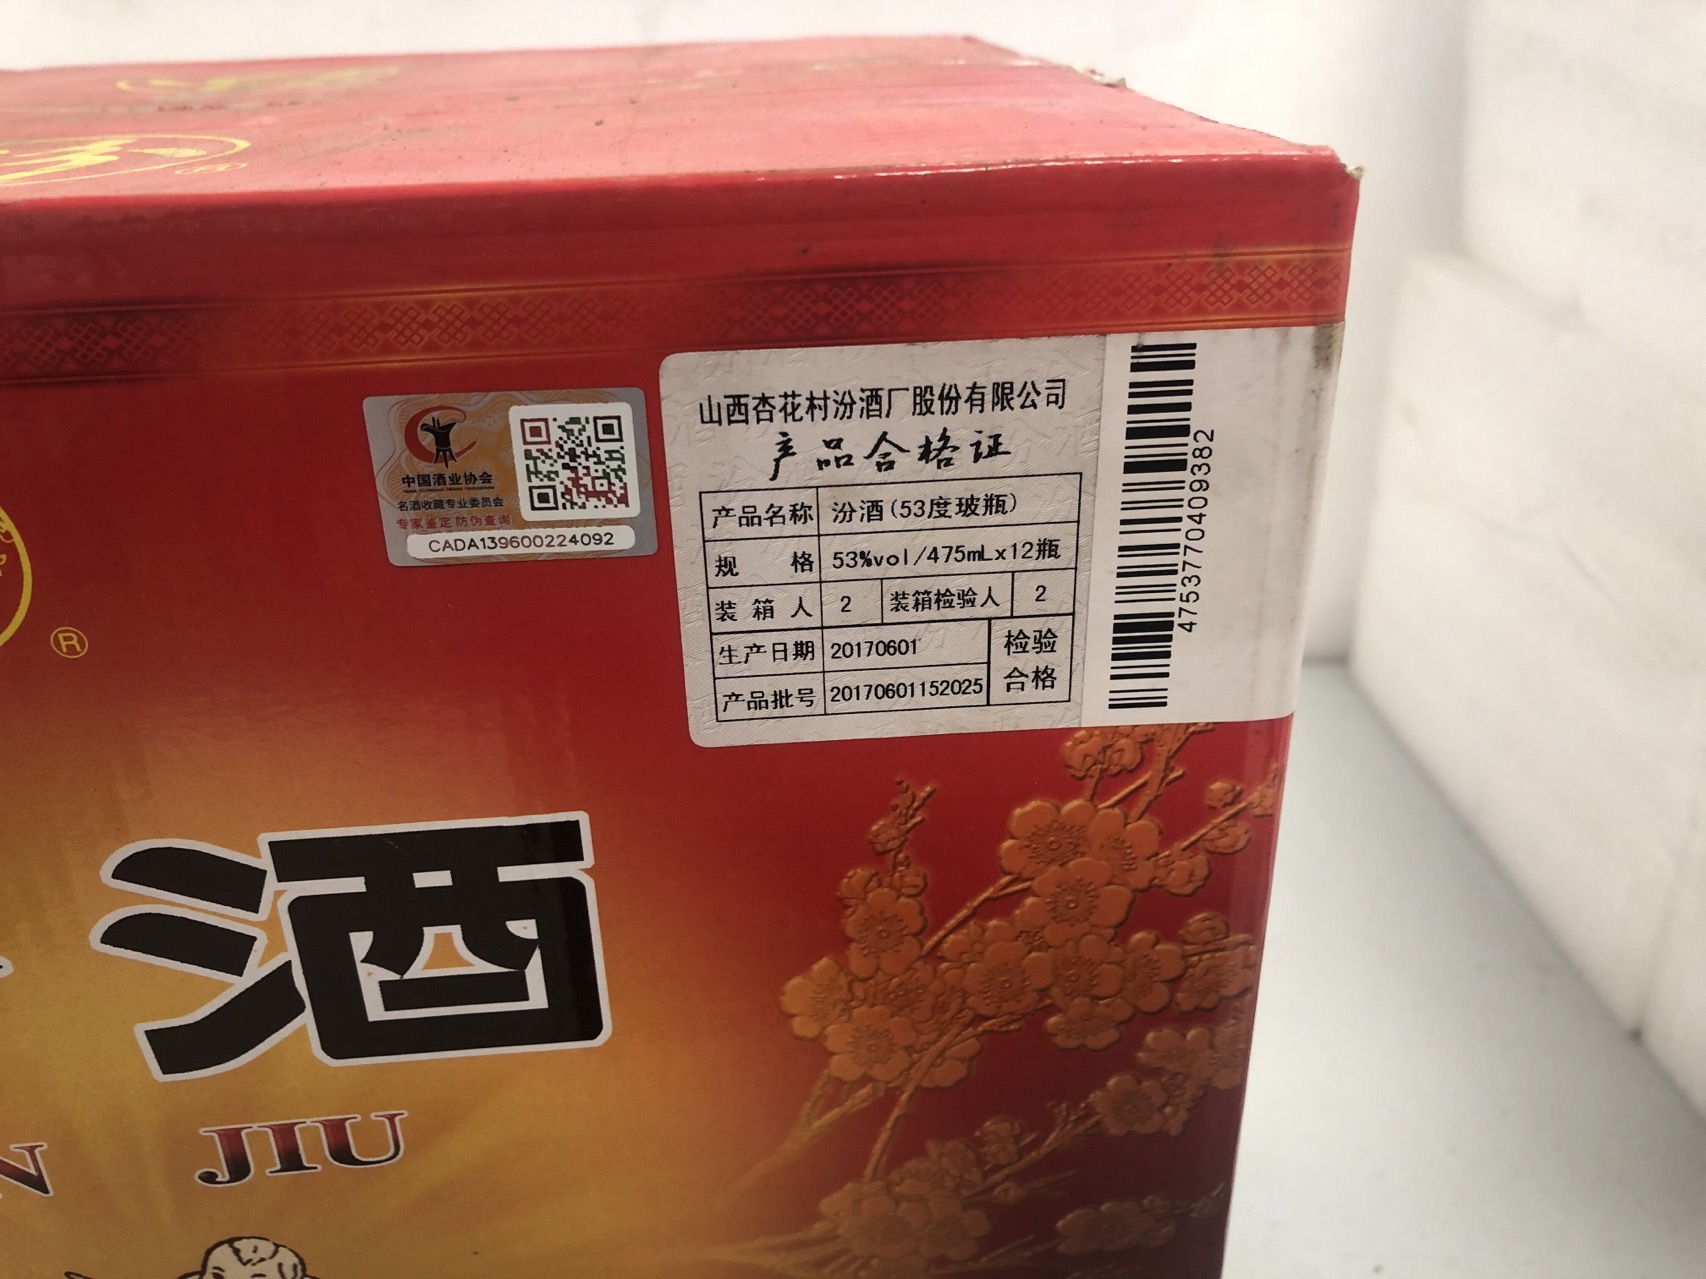 中国酒业协会
名酒收藏专业委员会
专家鉴定 防伪查询
CADA139600224092
山西杏花村汾酒厂股份有限公司
产品合格证
产品名称 汾酒(53度玻瓶)
规 格 53%vol/475mLx12瓶
装 箱 人 2 装箱检验人 2
生产日期 20170601 检验
产品批号 20170601152025 合格
4753770409382
®
酒
N JIU